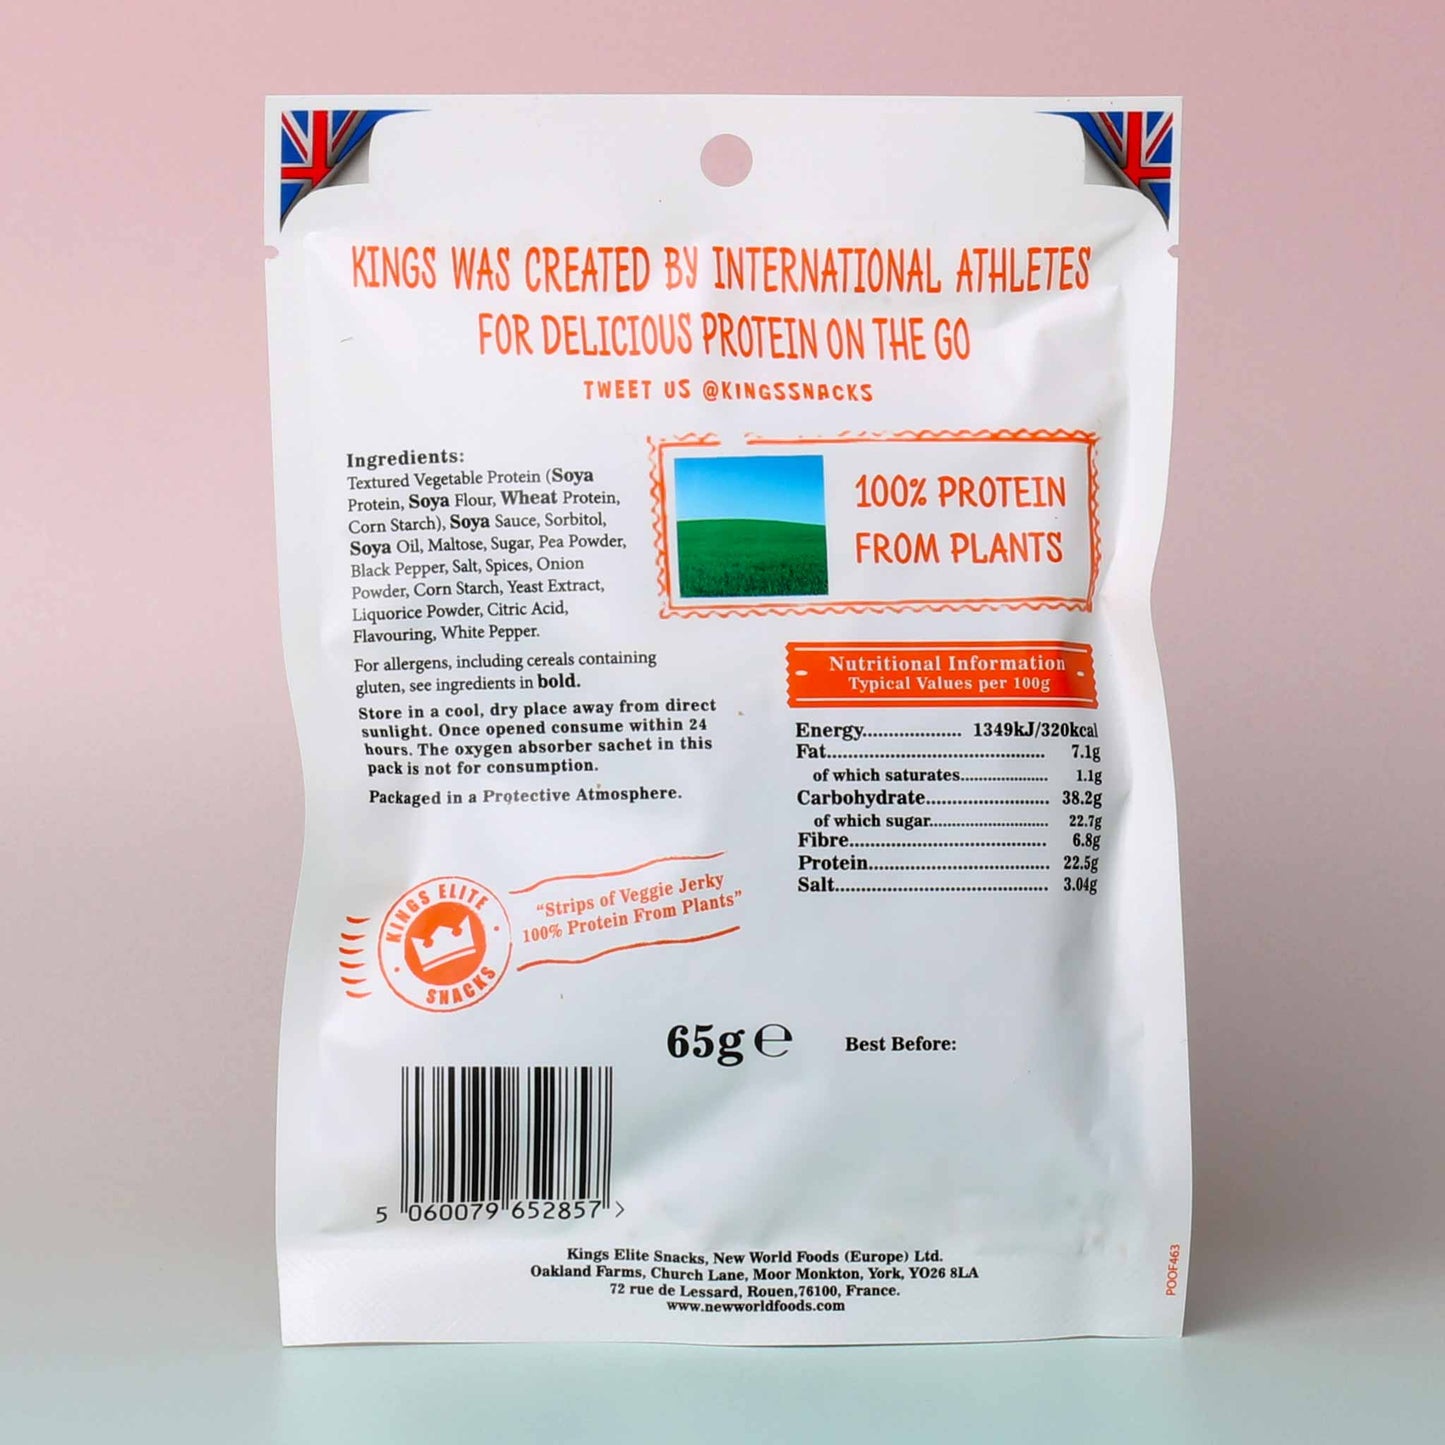 KINGS WAS CREATED BY INTERNATIONAL ATHLETES
FOR DELICIOUS PROTEIN ON THE GO
TWEET US @KINGSSNACKS
Ingredients:
Textured Vegetable Protein (Soya
Protein, Soya Flour, Wheat Protein,
Corn Starch), Soya Sauce, Sorbitol,
Soya Oil, Maltose, Sugar, Pea Powder,
Black Pepper, Salt, Spices, Onion
Powder, Corn Starch, Yeast Extract,
Liquorice Powder, Citric Acid,
Flavouring, White Pepper.
For allergens, including cereals containing
gluten, see ingredients in bold.
Store in a cool, dry place away from direct
sunlight. Once opened consume within 24
hours. The oxygen absorber sachet in this
pack is not for consumption.
Packaged in a Protective Atmosphere.
100% PROTEIN
FROM PLANTS
Nutritional Information
Typical Values per 100g
Energy.................. 1349kJ/320kcal
Fat........................................ 7.1g
of which saturates...................... 1.1g
Carbohydrate......................... 38.2g
of which sugar............................. 22.7g
Fibre..................................... 6.8g
Protein.................................. 22.5g
Salt....................................... 3.04g
KINGS ELITE
SNACKS
“Strips of Veggie Jerky
100% Protein From Plants”
65g ℮
Best Before:
5 060079 652857 >
Kings Elite Snacks, New World Foods (Europe) Ltd.
Oakland Farms, Church Lane, Moor Monkton, York, YO26 8LA
72 rue de Lessard, Rouen,76100, France.
www.newworldfoods.com
POOF463